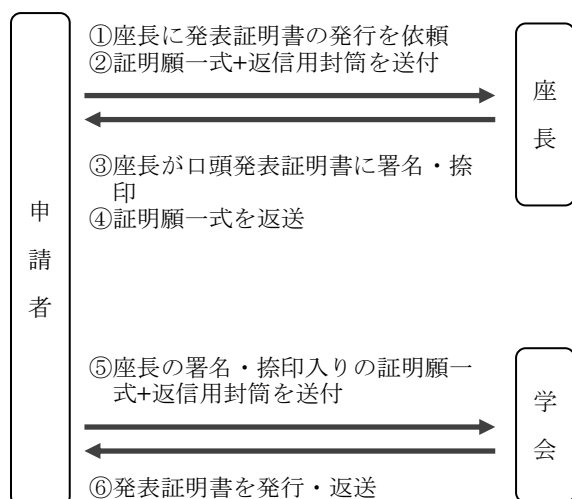 ①座長に発表証明書の発行を依頼
②証明願一式+返信用封筒を送付
座長
③座長が口頭発表証明書に署名・捺
印
④証明願一式を返送
申請者
⑤座長の署名・捺印入りの証明願一
式+返信用封筒を送付
学会
⑥発表証明書を発行・返送